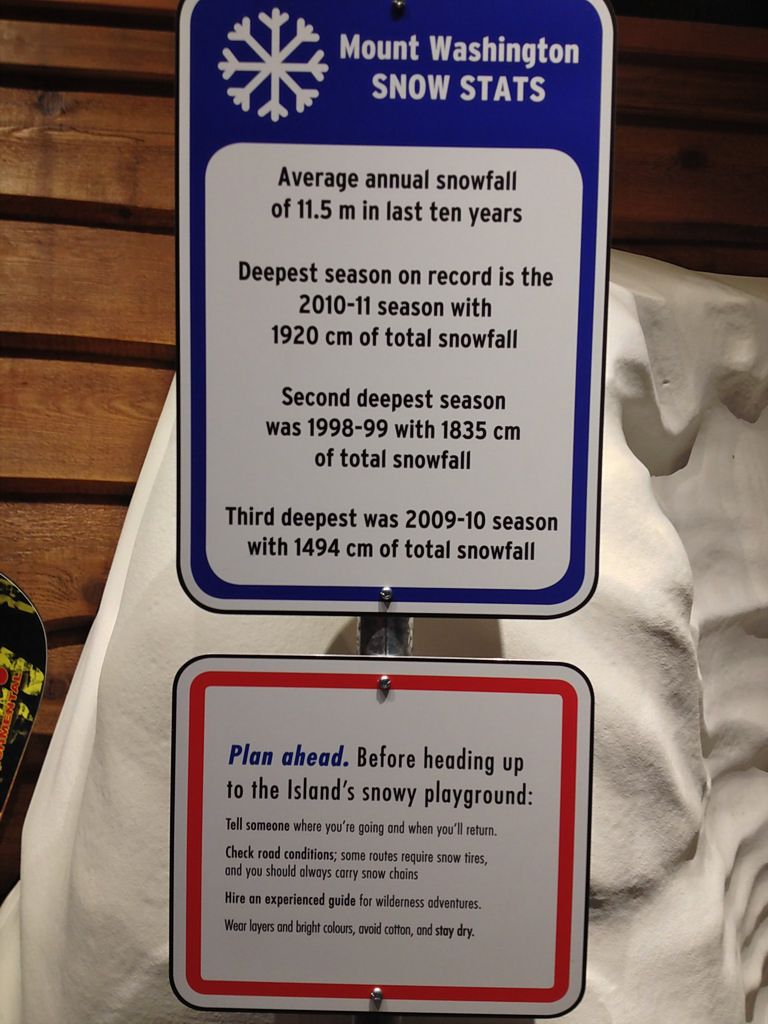 Mount Washington
SNOW STATS
Average annual snowfall
of 11.5 m in last ten years
Deepest season on record is the
2010-11 season with
1920 cm of total snowfall
Second deepest season
was 1998-99 with 1835 cm
of total snowfall
Third deepest was 2009-10 season
with 1494 cm of total snowfall
Plan ahead. Before heading up
to the Island's snowy playground:
Tell someone where you're going and when you'll return.
Check road conditions; some routes require snow tires,
and you should always carry snow chains
Hire an experienced guide for wilderness adventures.
Wear layers and bright colours, avoid cotton, and stay dry.